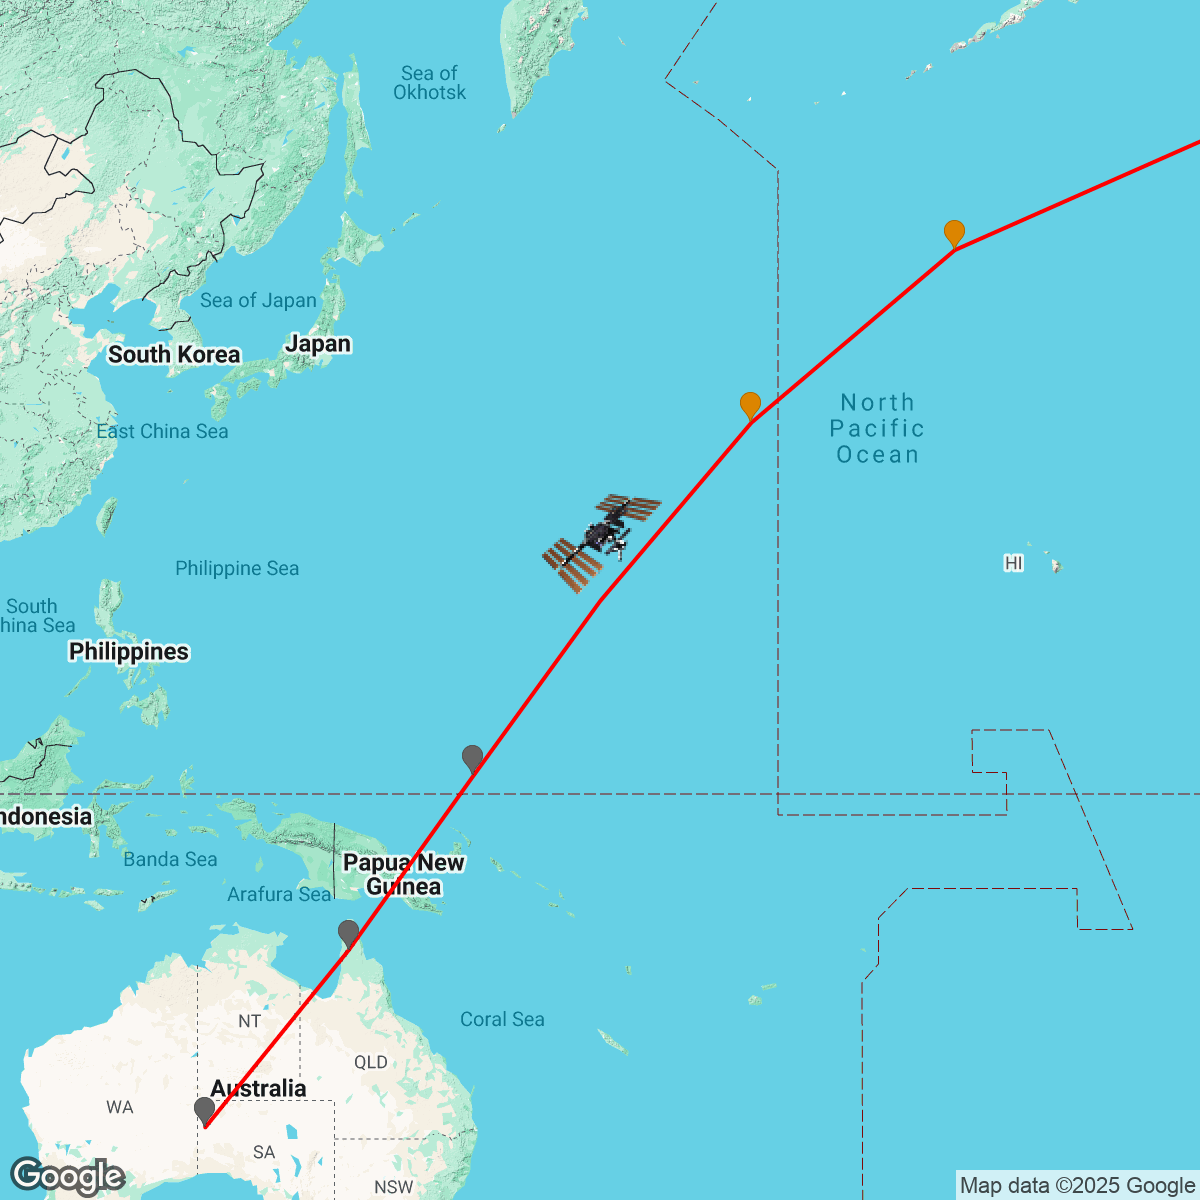 Sea of
Okhotsk
Sea of Japan
Japan
South Korea
North
Pacific
Ocean
East China Sea
HI
Philippine Sea
South
hina Sea
Philippines
ndonesia
Banda Sea
Papua New
Guinea
Arafura Sea
NT
Coral Sea
QLD
Australia
WA
SA
NSW
Google
Map data ©2025 Google